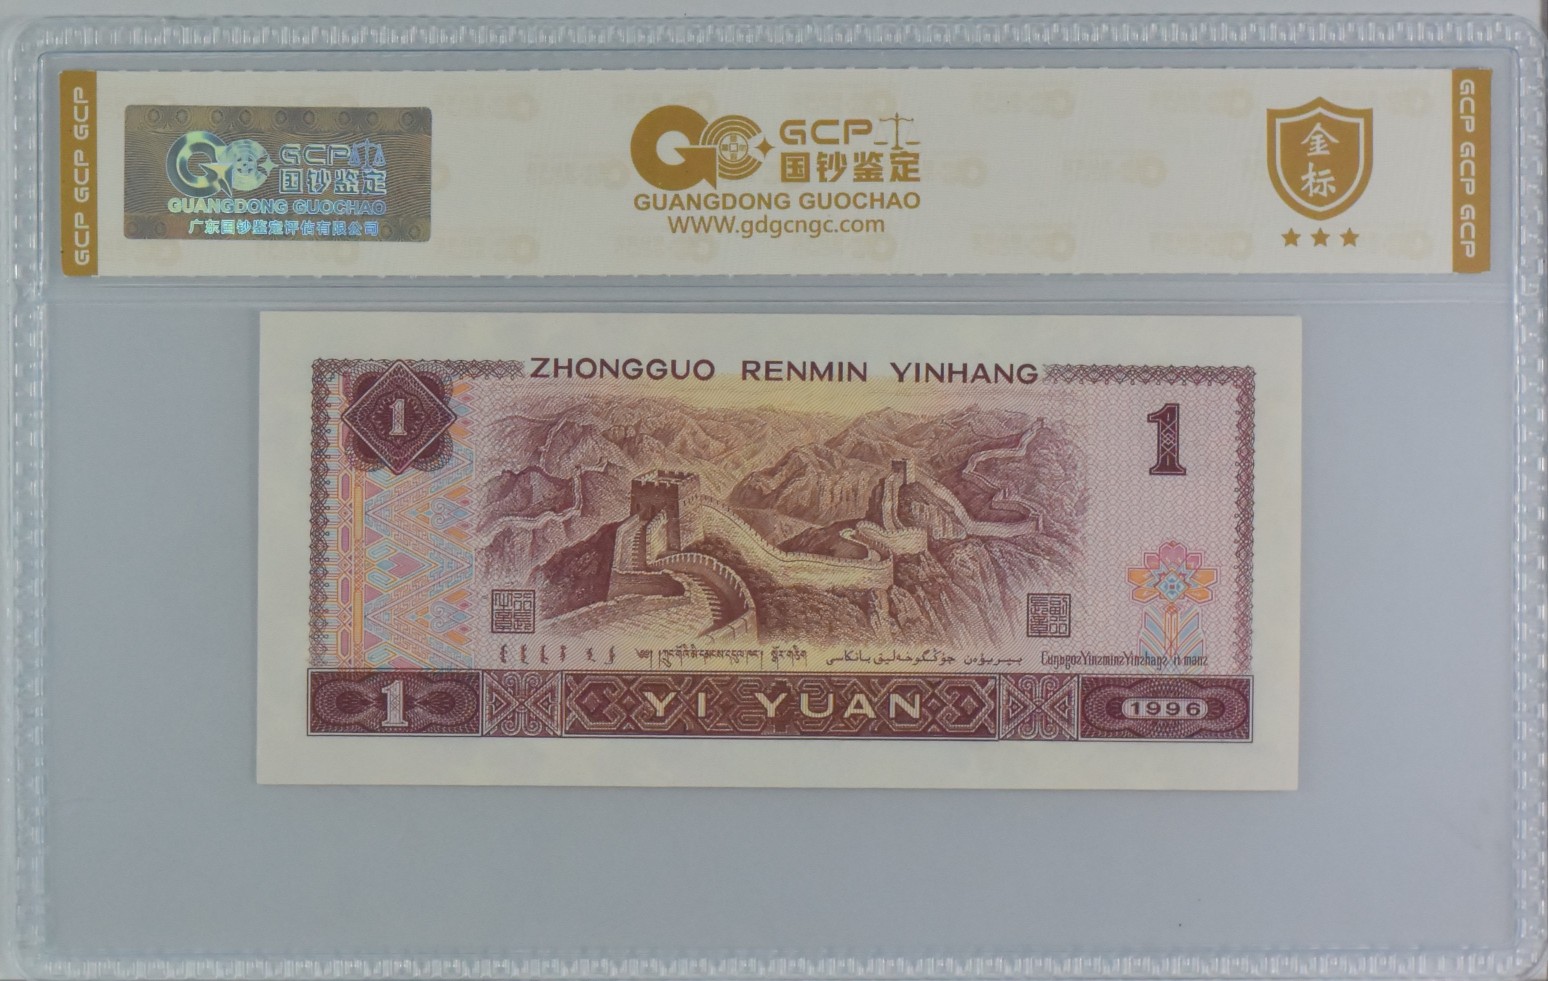 GCP GCP GCP
GCP 国钞鉴定
GUANGDONG GUOCHAO
广东国钞鉴定评估有限公司
GCP
国钞鉴定
GUANGDONG GUOCHAO
WWW.gdgcngc.com
金标
GCP GCP GCP
ZHONGGUO RENMIN YINHANG
1
1
1
YI YUAN
1996